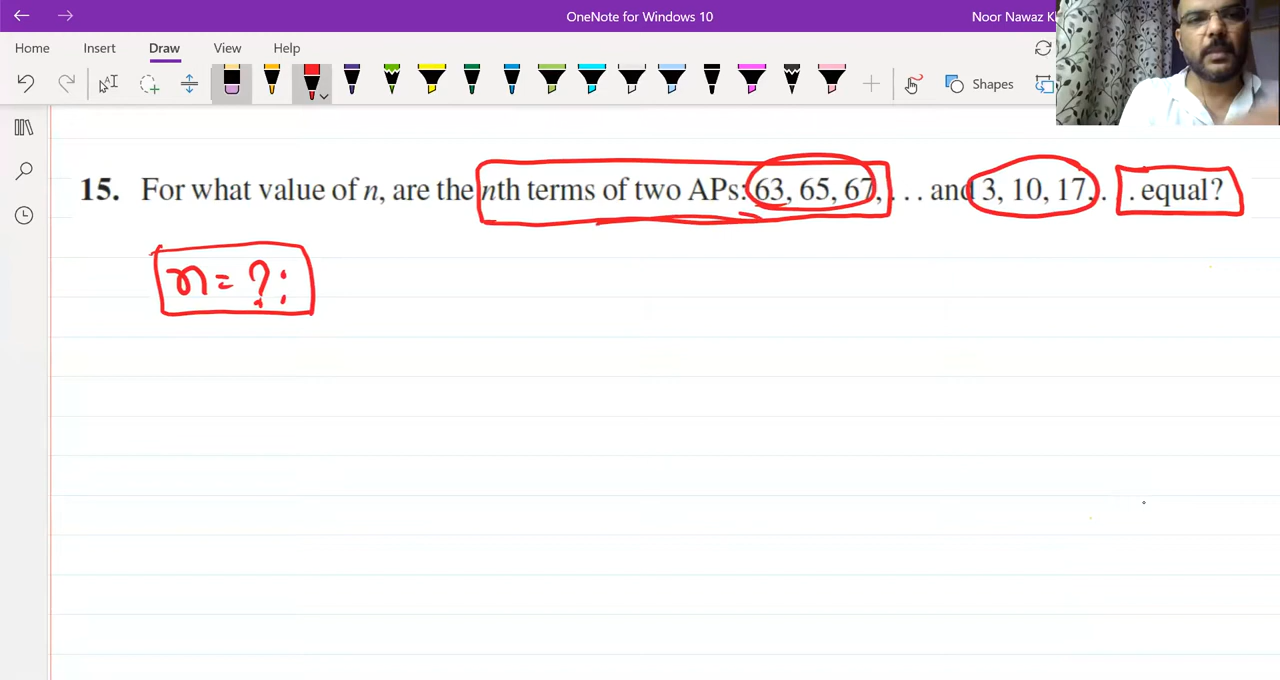 OneNote for Windows 10
Noor Nawaz Kh
Home Insert Draw View Help
Shapes
15. For what value of n, are the nth terms of two APs: 63, 65, 67, . . . and 3, 10, 17, . . . equal?
n = ? :